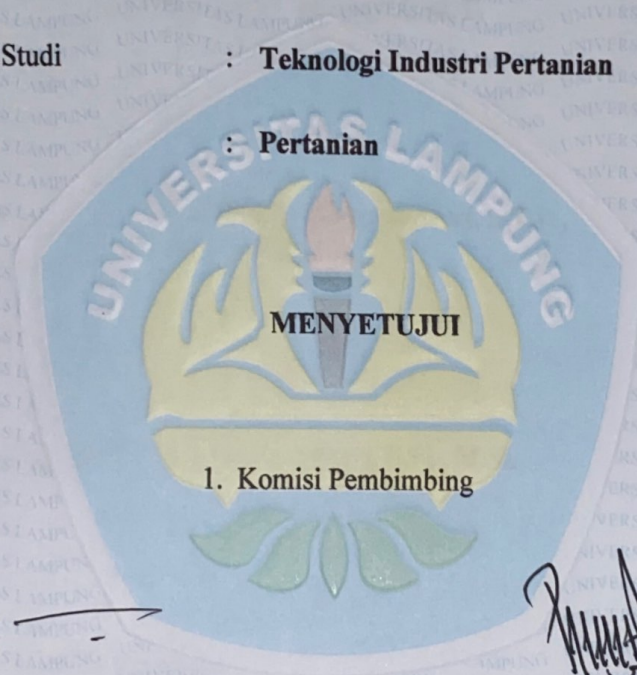 Studi : Teknologi Industri Pertanian
: Pertanian
UNIVERSITAS LAMPUNG
MENYETUJUI
1. Komisi Pembimbing